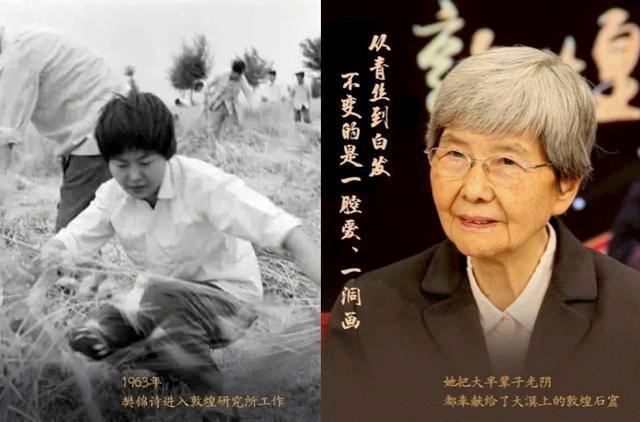 1963年
樊锦诗进入敦煌研究所工作
从青丝到白发
不变的是一腔爱、一洞画
她把大半辈子光阴
都奉献给了大漠上的敦煌石窟